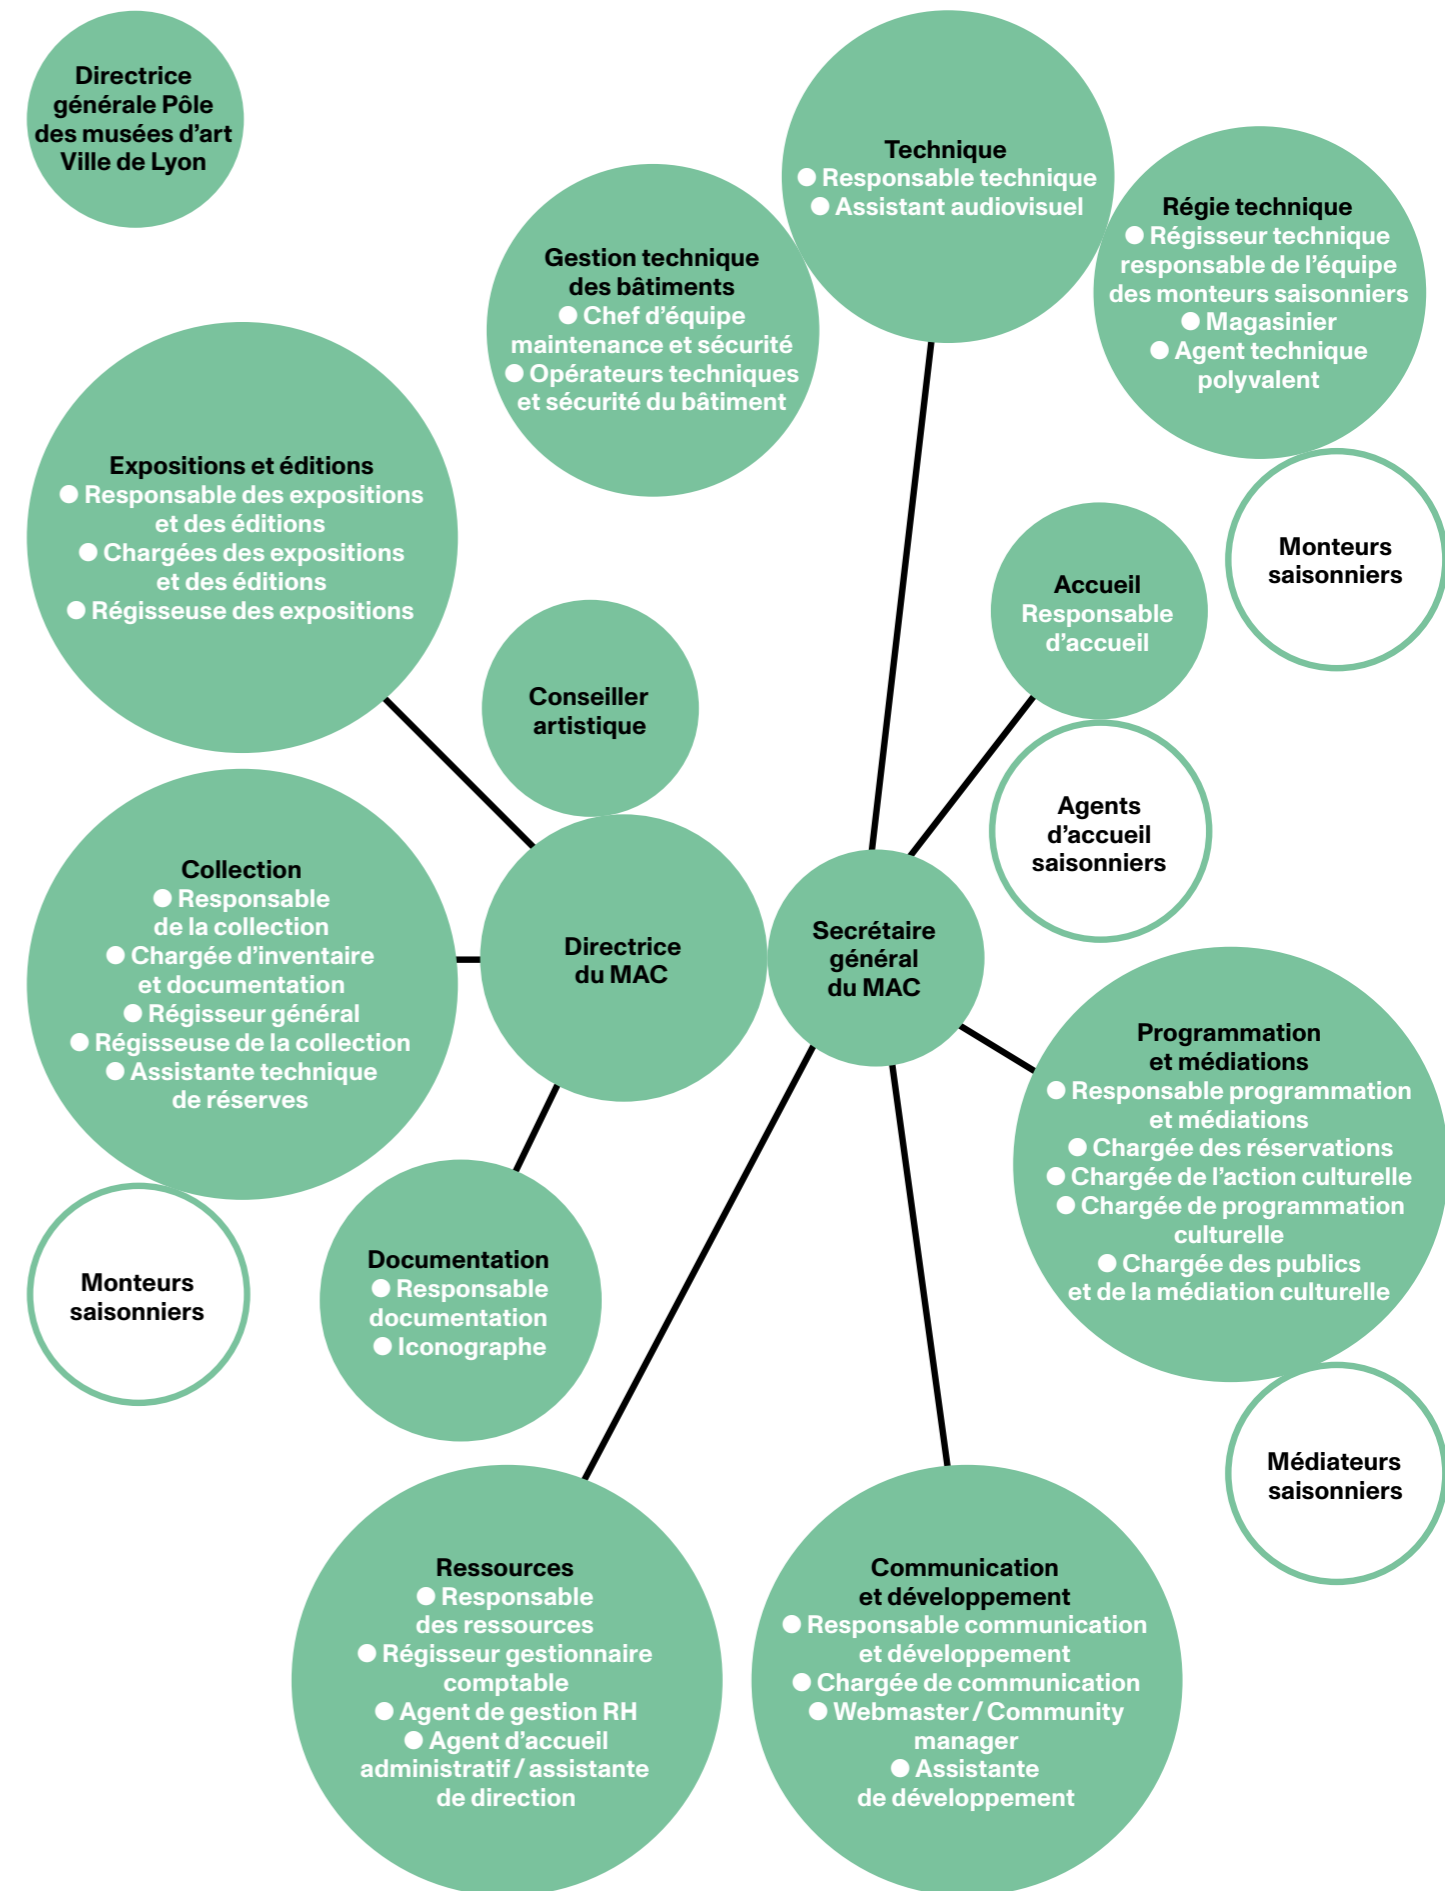 Directrice
générale Pôle
des musées d’art
Ville de Lyon
Technique
● Responsable technique
● Assistant audiovisuel
Régie technique
● Régisseur technique
responsable de l’équipe
des monteurs saisonniers
● Magasinier
● Agent technique
polyvalent
Gestion technique
des bâtiments
● Chef d’équipe
maintenance et sécurité
● Opérateurs techniques
et sécurité du bâtiment
Expositions et éditions
● Responsable des expositions
et des éditions
● Chargées des expositions
et des éditions
● Régisseuse des expositions
Monteurs
saisonniers
Accueil
Responsable
d’accueil
Conseiller
artistique
Agents
d’accueil
saisonniers
Collection
● Responsable
de la collection
● Chargée d’inventaire
et documentation
● Régisseur général
● Régisseuse de la collection
● Assistante technique
de réserves
Directrice
du MAC
Secrétaire
général
du MAC
Programmation
et médiations
● Responsable programmation
et médiations
● Chargée des réservations
● Chargée de l’action culturelle
● Chargée de programmation
culturelle
● Chargée des publics
et de la médiation culturelle
Monteurs
saisonniers
Documentation
● Responsable
documentation
● Iconographe
Médiateurs
saisonniers
Ressources
● Responsable
des ressources
● Régisseur gestionnaire
comptable
● Agent de gestion RH
● Agent d’accueil
administratif / assistante
de direction
Communication
et développement
● Responsable communication
et développement
● Chargée de communication
● Webmaster / Community
manager
● Assistante
de développement